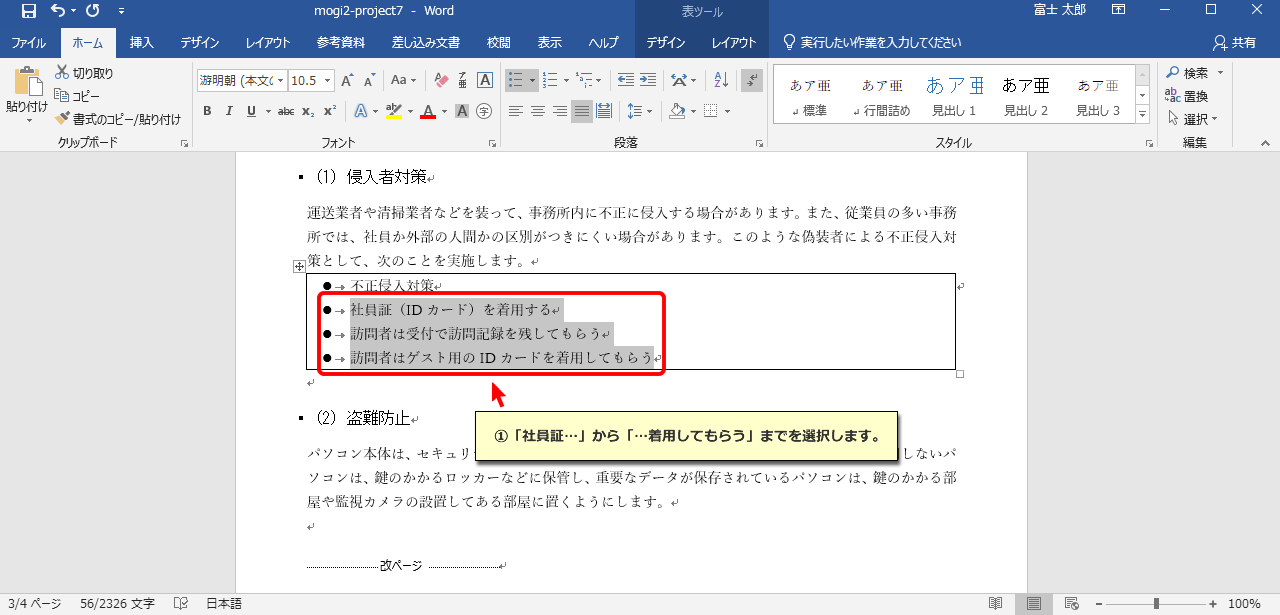 mogi2-project7 - Word
表ツール
富士 太郎
ファイル ホーム 挿入 デザイン レイアウト 参考資料 差し込み文書 校閲 表示 ヘルプ デザイン レイアウト 実行したい作業を入力してください 共有
貼り付け
切り取り
コピー
書式のコピー/貼り付け
クリップボード
游明朝 (本文の 10.5
フォント
段落
あア亜 標準
あア亜 行間詰め
あア亜 見出し 1
あア亜 見出し 2
あア亜 見出し 3
スタイル
検索
置換
選択
編集
(1) 侵入者対策
運送業者や清掃業者などを装って、事務所内に不正に侵入する場合があります。また、従業員の多い事務
所では、社員か外部の人間かの区別がつきにくい場合があります。このような偽装者による不正侵入対
策として、次のことを実施します。
● 不正侵入対策
● 社員証（ID カード）を着用する
● 訪問者は受付で訪問記録を残してもらう
● 訪問者はゲスト用の ID カードを着用してもらう
(2) 盗難防止
①「社員証…」から「…着用してもらう」までを選択します。
パソコン本体は、セキュリ
しないパ
ソコンは、鍵のかかるロッカーなどに保管し、重要なデータが保存されているパソコンは、鍵のかかる部
屋や監視カメラの設置してある部屋に置くようにします。
改ページ
3/4 ページ 56/2326 文字 日本語 100%